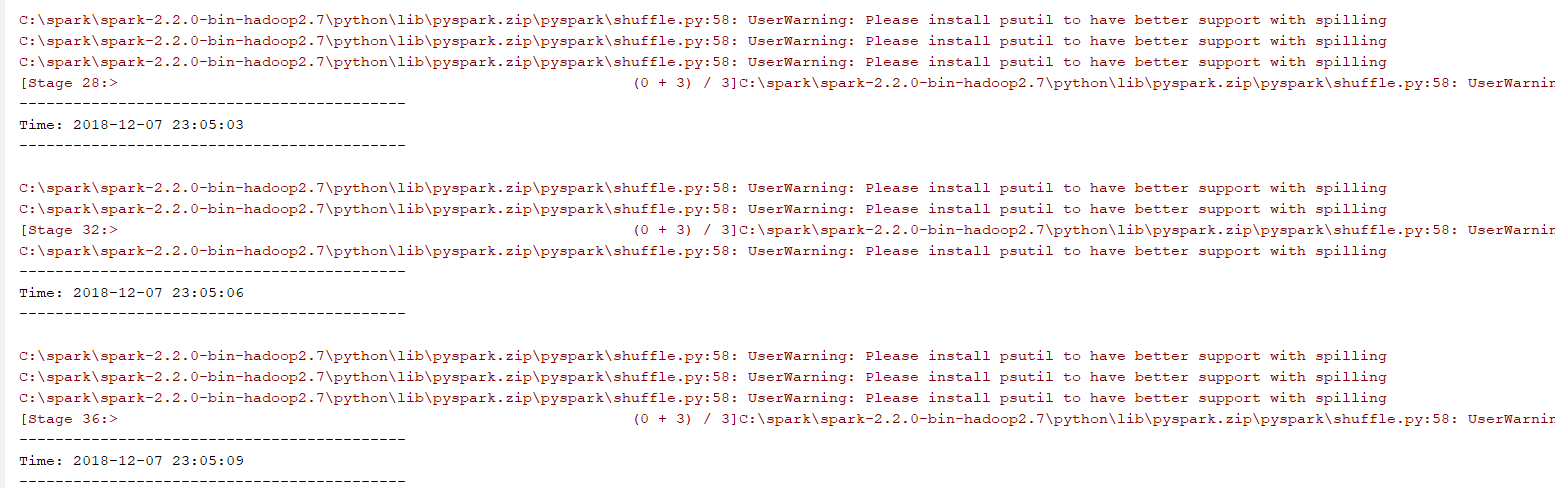 C:\spark\spark-2.2.0-bin-hadoop2.7\python\lib\pyspark.zip\pyspark\shuffle.py:58: UserWarning: Please install psutil to have better support with spilling
C:\spark\spark-2.2.0-bin-hadoop2.7\python\lib\pyspark.zip\pyspark\shuffle.py:58: UserWarning: Please install psutil to have better support with spilling
C:\spark\spark-2.2.0-bin-hadoop2.7\python\lib\pyspark.zip\pyspark\shuffle.py:58: UserWarning: Please install psutil to have better support with spilling
[Stage 28:>                                                         (0 + 3) / 3]C:\spark\spark-2.2.0-bin-hadoop2.7\python\lib\pyspark.zip\pyspark\shuffle.py:58: UserWarnin
-------------------------------------------
Time: 2018-12-07 23:05:03
-------------------------------------------
C:\spark\spark-2.2.0-bin-hadoop2.7\python\lib\pyspark.zip\pyspark\shuffle.py:58: UserWarning: Please install psutil to have better support with spilling
C:\spark\spark-2.2.0-bin-hadoop2.7\python\lib\pyspark.zip\pyspark\shuffle.py:58: UserWarning: Please install psutil to have better support with spilling
[Stage 32:>                                                         (0 + 3) / 3]C:\spark\spark-2.2.0-bin-hadoop2.7\python\lib\pyspark.zip\pyspark\shuffle.py:58: UserWarnin
C:\spark\spark-2.2.0-bin-hadoop2.7\python\lib\pyspark.zip\pyspark\shuffle.py:58: UserWarning: Please install psutil to have better support with spilling
-------------------------------------------
Time: 2018-12-07 23:05:06
-------------------------------------------
C:\spark\spark-2.2.0-bin-hadoop2.7\python\lib\pyspark.zip\pyspark\shuffle.py:58: UserWarning: Please install psutil to have better support with spilling
C:\spark\spark-2.2.0-bin-hadoop2.7\python\lib\pyspark.zip\pyspark\shuffle.py:58: UserWarning: Please install psutil to have better support with spilling
C:\spark\spark-2.2.0-bin-hadoop2.7\python\lib\pyspark.zip\pyspark\shuffle.py:58: UserWarning: Please install psutil to have better support with spilling
[Stage 36:>                                                         (0 + 3) / 3]C:\spark\spark-2.2.0-bin-hadoop2.7\python\lib\pyspark.zip\pyspark\shuffle.py:58: UserWarnin
-------------------------------------------
Time: 2018-12-07 23:05:09
-------------------------------------------